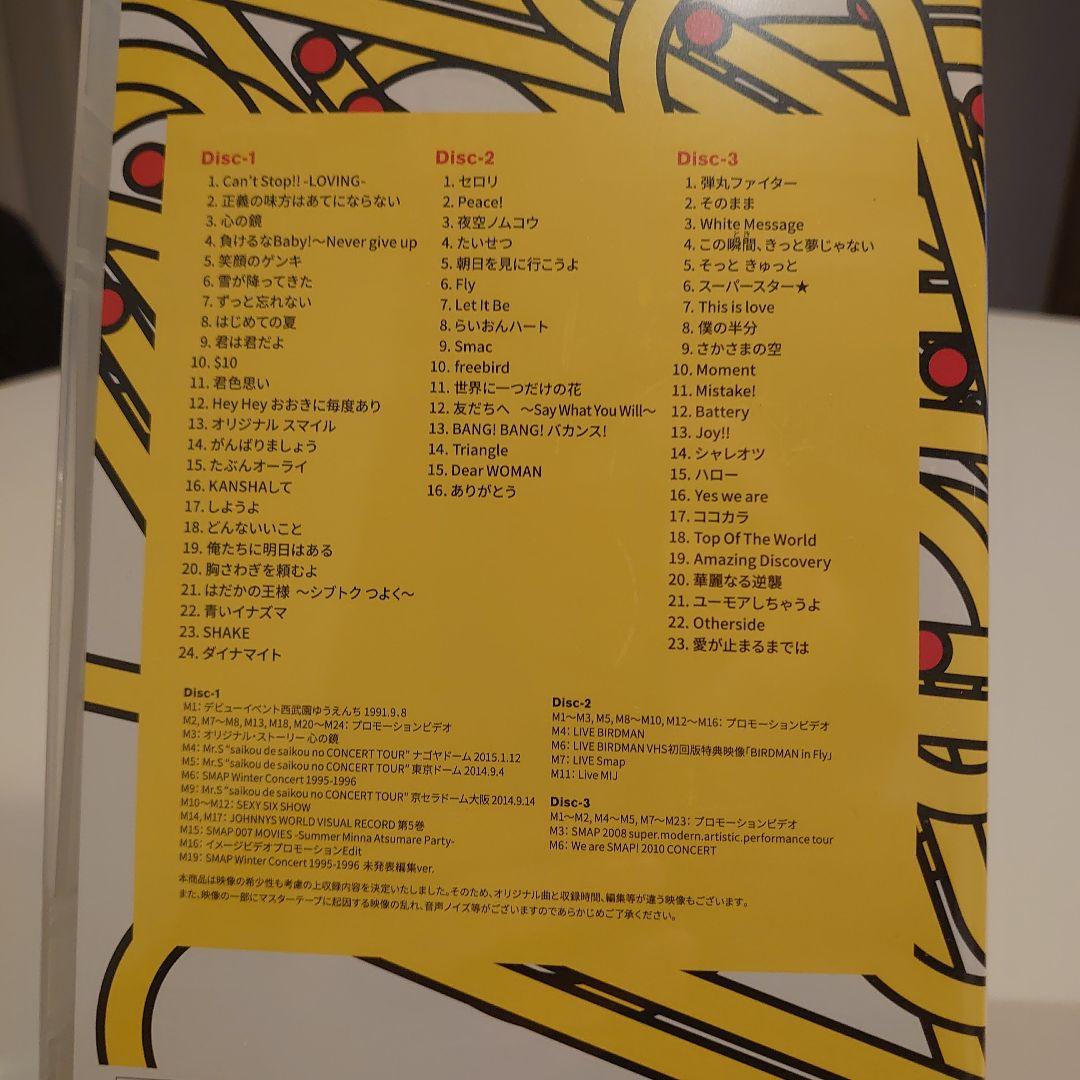 Disc-1
1. Can't Stop!! -LOVING-
2. 正義の味方はあてにならない
3. 心の鏡
4. 負けるなBaby!～Never give up
5. 笑顔のゲンキ
6. 雪が降ってきた
7. ずっと忘れない
8. はじめての夏
9. 君は君だよ
10. $10
11. 君色思い
12. Hey Hey おおきに毎度あり
13. オリジナル スマイル
14. がんばりましょう
15. たぶんオーライ
16. KANSHAして
17. しようよ
18. どんないいこと
19. 俺たちに明日はある
20. 胸さわぎを頼むよ
21. はだかの王様 ～シブトク つよく～
22. 青いイナズマ
23. SHAKE
24. ダイナマイト
Disc-2
1. セロリ
2. Peace!
3. 夜空ノムコウ
4. たいせつ
5. 朝日を見に行こうよ
6. Fly
7. Let It Be
8. らいおんハート
9. Smac
10. freebird
11. 世界に一つだけの花
12. 友だちへ ～Say What You Will～
13. BANG! BANG! バカンス!
14. Triangle
15. Dear WOMAN
16. ありがとう
Disc-3
1. 弾丸ファイター
2. そのまま
3. White Message
とき
4. この瞬間、きっと夢じゃない
5. そっと きゅっと
6. スーパースター★
7. This is love
8. 僕の半分
9. さかさまの空
10. Moment
11. Mistake!
12. Battery
13. Joy!!
14. シャレオツ
15. ハロー
16. Yes we are
17. ココカラ
18. Top Of The World
19. Amazing Discovery
20. 華麗なる逆襲
21. ユーモアしちゃうよ
22. Otherside
23. 愛が止まるまでは
Disc-1
M1: デビューイベント西武園ゆうえんち 1991.9.8
M2, M7～M8, M13, M18, M20～M24: プロモーションビデオ
M3: オリジナル・ストーリー 心の鏡
M4: Mr.S "saikou de saikou no CONCERT TOUR" ナゴヤドーム 2015.1.12
M5: Mr.S "saikou de saikou no CONCERT TOUR" 東京ドーム 2014.9.4
M6: SMAP Winter Concert 1995-1996
M9: Mr.S "saikou de saikou no CONCERT TOUR" 京セラドーム大阪 2014.9.14
M10～M12: SEXY SIX SHOW
M14, M17: JOHNNYS WORLD VISUAL RECORD 第5巻
M15: SMAP 007 MOVIES -Summer Minna Atsumare Party-
M16: イメージビデオプロモーションEdit
M19: SMAP Winter Concert 1995-1996 未発表編集ver.
Disc-2
M1～M3, M5, M8～M10, M12～M16: プロモーションビデオ
M4: LIVE BIRDMAN
M6: LIVE BIRDMAN VHS初回版特典映像「BIRDMAN in Fly」
M7: LIVE Smap
M11: Live MIJ
Disc-3
M1～M2, M4～M5, M7～M23: プロモーションビデオ
M3: SMAP 2008 super.modern.artistic.performance tour
M6: We are SMAP! 2010 CONCERT
本商品は映像の希少性も考慮の上収録内容を決定いたしました。そのため、オリジナル曲と収録時間、編集等が違う映像もございます。
また、映像の一部にマスターテープに起因する映像の乱れ、音声ノイズ等がございますのであらかじめご了承ください。